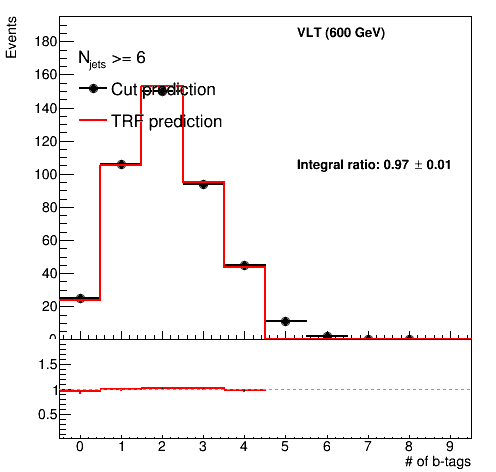 Events
VLT (600 GeV)
N_jets >= 6
Cut prediction
TRF prediction
Integral ratio: 0.97 ± 0.01
180
160
140
120
100
80
60
40
20
0
1.5
1
0.5
0 1 2 3 4 5 6 7 8 9
# of b-tags